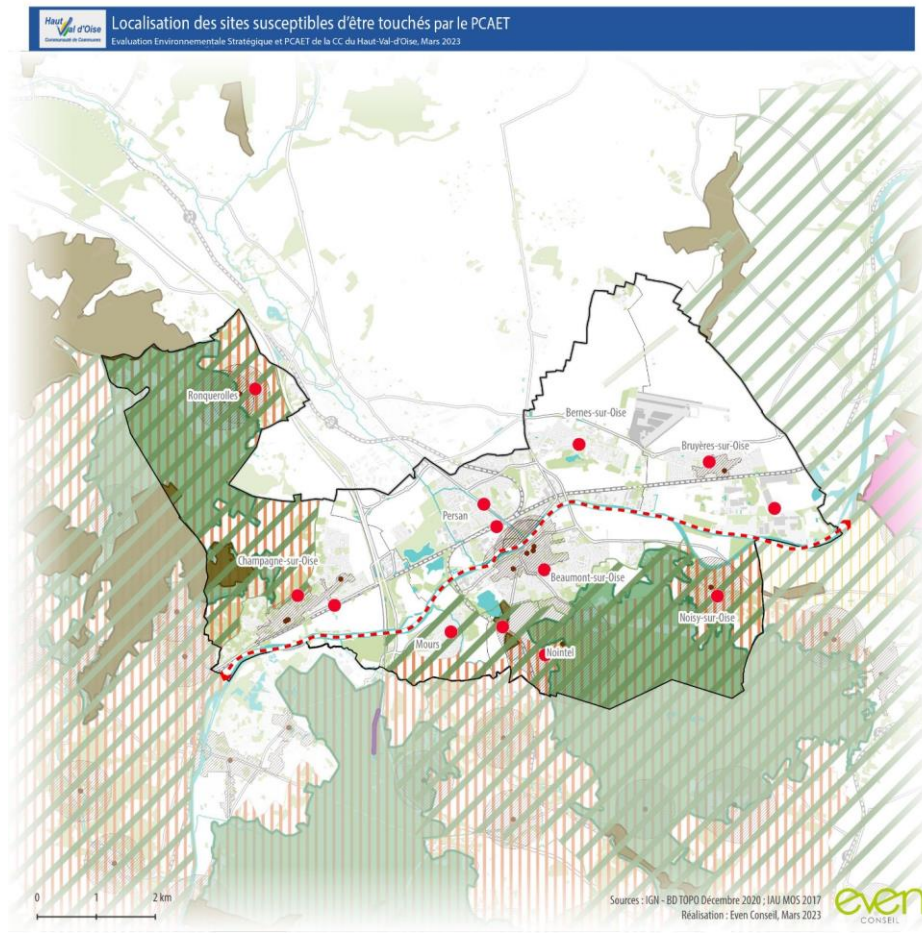 Haut Val d'Oise
Communauté de Communes
Localisation des sites susceptibles d'être touchés par le PCAET
Evaluation Environnementale Stratégique et PCAET de la CC du Haut-Val-d'Oise, Mars 2023
Ronquerolles
Bernes-sur-Oise
Bruyères-sur-Oise
Persan
Champagne-sur-Oise
Beaumont-sur-Oise
Noisy-sur-Oise
Mours
Nointel
0 1 2 km
Sources : IGN - BD TOPO Décembre 2020 ; IAU MOS 2017
Réalisation : Even Conseil, Mars 2023
even
CONSEIL